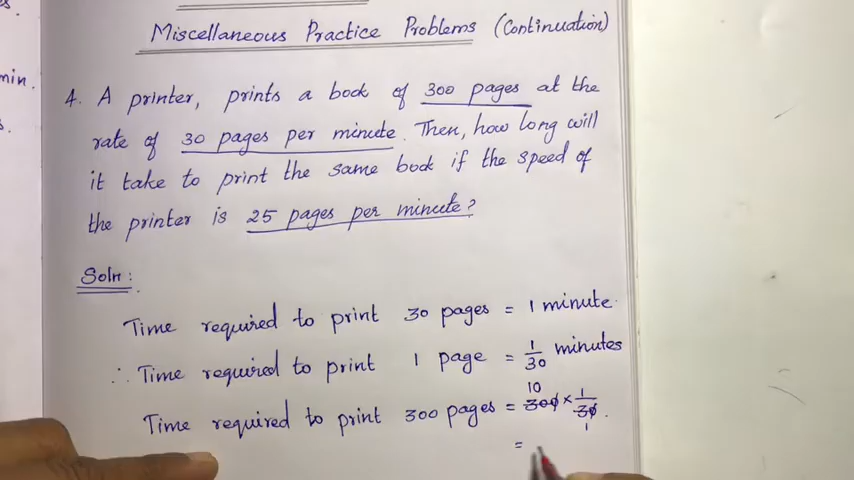 Miscellaneous Practice Problems (Continuation)
min.
4. A printer, prints a book of 300 pages at the
rate of 30 pages per minute. Then, how long will
it take to print the same book if the speed of
the printer is 25 pages per minute?
Soln:
Time required to print 30 pages = 1 minute.
∴ Time required to print 1 page = 1/30 minutes
10
Time required to print 300 pages = 300 × 1/30.
1
=